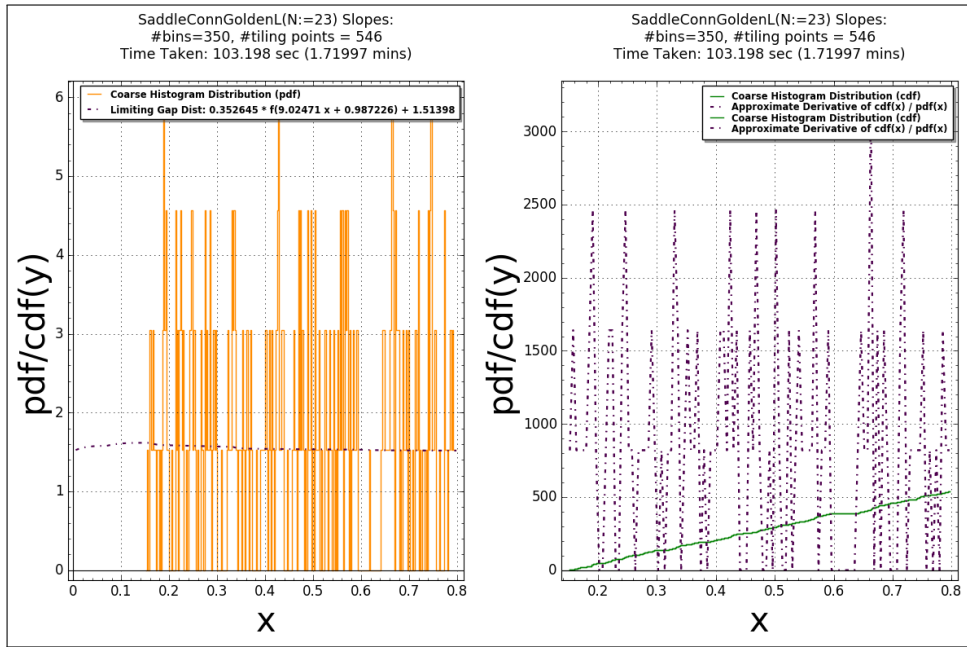 SaddleConnGoldenL(N:=23) Slopes:
#bins=350, #tiling points = 546
Time Taken: 103.198 sec (1.71997 mins)
Coarse Histogram Distribution (pdf)
Limiting Gap Dist: 0.352645 * f(9.02471 x + 0.987226) + 1.51398
6
5
4
3
2
1
0
pdf/cdf(y)
0
0.1
0.2
0.3
0.4
0.5
0.6
0.7
0.8
x
SaddleConnGoldenL(N:=23) Slopes:
#bins=350, #tiling points = 546
Time Taken: 103.198 sec (1.71997 mins)
Coarse Histogram Distribution (cdf)
Approximate Derivative of cdf(x) / pdf(x)
Coarse Histogram Distribution (cdf)
Approximate Derivative of cdf(x) / pdf(x)
3000
2500
2000
1500
1000
500
0
pdf/cdf(y)
0.2
0.3
0.4
0.5
0.6
0.7
0.8
x